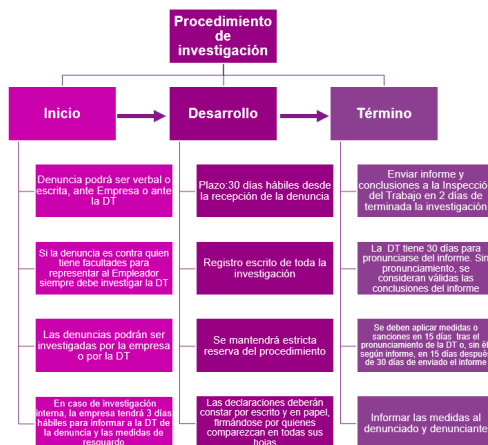 Procedimiento
de
investigación
Inicio
Desarrollo
Término
Denuncia podrá ser verbal o
escrita, ante Empresa o ante
la DT
Si la denuncia es contra quien
tiene facultades para
representar al Empleador
siempre debe investigar la DT
Las denuncias podrán ser
investigadas por la empresa
o por la DT
En caso de investigación
interna, la empresa tendrá 3 días
hábiles para informar a la DT de
la denuncia y las medidas de
resguardo
Plazo:30 días hábiles desde
la recepción de la denuncia
Registro escrito de toda la
investigación
Se mantendrá estricta
reserva del procedimiento
Las declaraciones deberán
constar por escrito y en papel,
firmándose por quienes
comparezcan en todas sus
hojas
Enviar informe y
conclusiones a la Inspecció
del Trabajo en 2 días de
terminada la investigación
La DT tiene 30 días para
pronunciarse del informe. Sin
pronunciamiento, se
consideran válidas las
conclusiones del informe
Se deben aplicar medidas o
sanciones en 15 días tras el
pronunciamiento de la DT o, sin él
según informe, en 15 días después
de 30 días de enviado el informe
Informar las medidas al
denunciado y denunciante